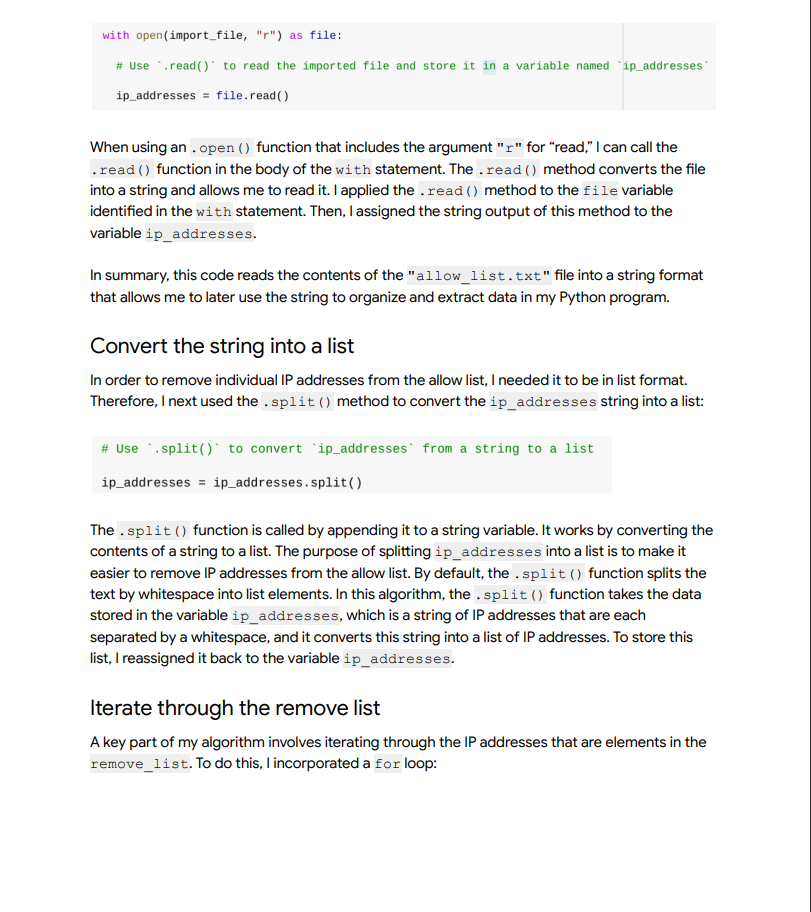 with open(import_file, "r") as file:
# Use `.read()` to read the imported file and store it in a variable named `ip_addresses`
ip_addresses = file.read()
When using an .open() function that includes the argument "r" for “read,” I can call the
.read() function in the body of the with statement. The .read() method converts the file
into a string and allows me to read it. I applied the .read() method to the file variable
identified in the with statement. Then, I assigned the string output of this method to the
variable ip_addresses.
In summary, this code reads the contents of the "allow_list.txt" file into a string format
that allows me to later use the string to organize and extract data in my Python program.
Convert the string into a list
In order to remove individual IP addresses from the allow list, I needed it to be in list format.
Therefore, I next used the .split() method to convert the ip_addresses string into a list:
# Use `.split()` to convert `ip_addresses` from a string to a list
ip_addresses = ip_addresses.split()
The .split() function is called by appending it to a string variable. It works by converting the
contents of a string to a list. The purpose of splitting ip_addresses into a list is to make it
easier to remove IP addresses from the allow list. By default, the .split() function splits the
text by whitespace into list elements. In this algorithm, the .split() function takes the data
stored in the variable ip_addresses, which is a string of IP addresses that are each
separated by a whitespace, and it converts this string into a list of IP addresses. To store this
list, I reassigned it back to the variable ip_addresses.
Iterate through the remove list
A key part of my algorithm involves iterating through the IP addresses that are elements in the
remove_list. To do this, I incorporated a for loop: